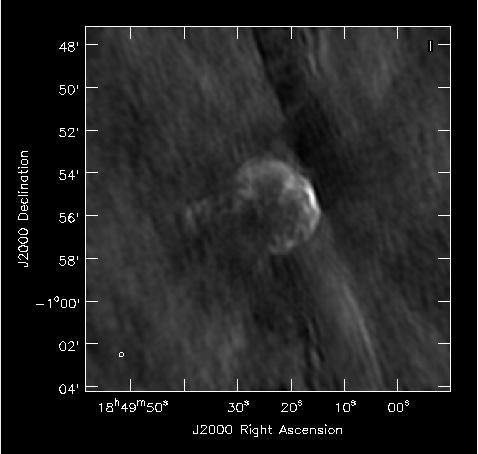 I
48'
50'
52'
54'
56'
58'
−1°00'
02'
04'
18ʰ49ᵐ50ˢ 30ˢ 20ˢ 10ˢ 00ˢ
J2000 Declination
J2000 Right Ascension